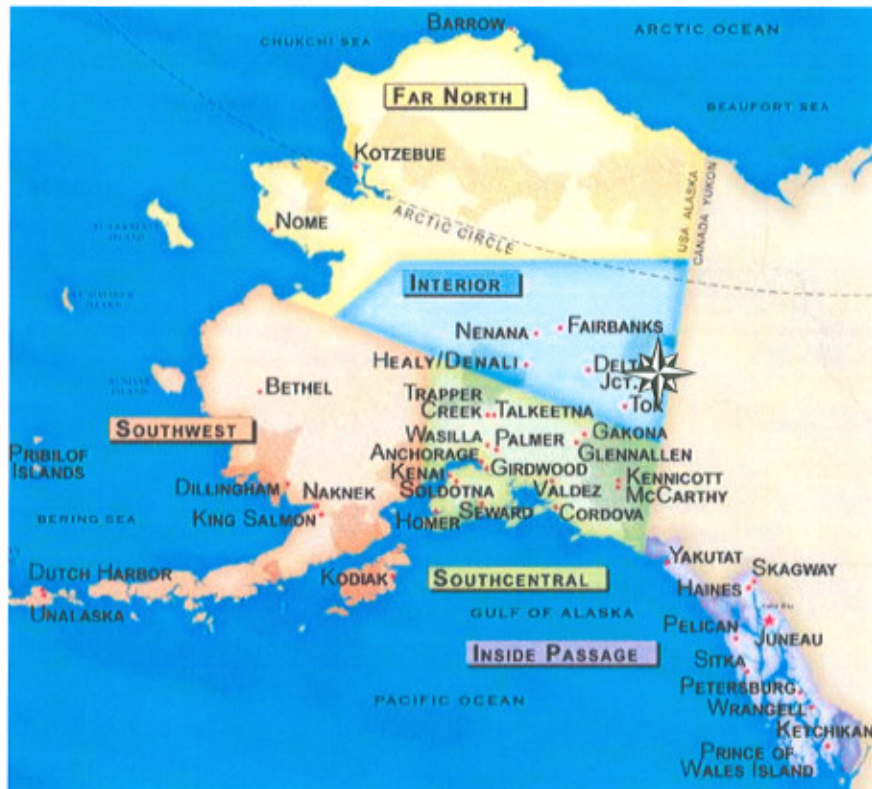 BARROW
ARCTIC OCEAN
CHUKCHI SEA
BEAUFORT SEA
FAR NORTH
KOTZEBUE
USA ALASKA
CANADA YUKON
NOME
ARCTIC CIRCLE
INTERIOR
NENANA
FAIRBANKS
HEALY/DENALI
DELT
JCT.
TOK
BETHEL
TRAPPER
CREEK
TALKEETNA
SOUTHWEST
WASILLA
PALMER
GAKONA
GLENNALLEN
ANCHORAGE
GIRDWOOD
PRIBILOF
ISLANDS
KENAI
SOLDOTNA
VALDEZ
KENNICOTT
MCCARTHY
DILLINGHAM
NAKNEK
KING SALMON
HOMER
SEWARD
CORDOVA
BERING SEA
YAKUTAT
SKAGWAY
HAINES
DUTCH HARBOR
UNALASKA
KODIAK
SOUTHCENTRAL
GULF OF ALASKA
PELICAN
JUNEAU
INSIDE PASSAGE
SITKA
PETERSBURG
WRANGELL
PACIFIC OCEAN
KETCHIKAN
PRINCE OF
WALES ISLAND